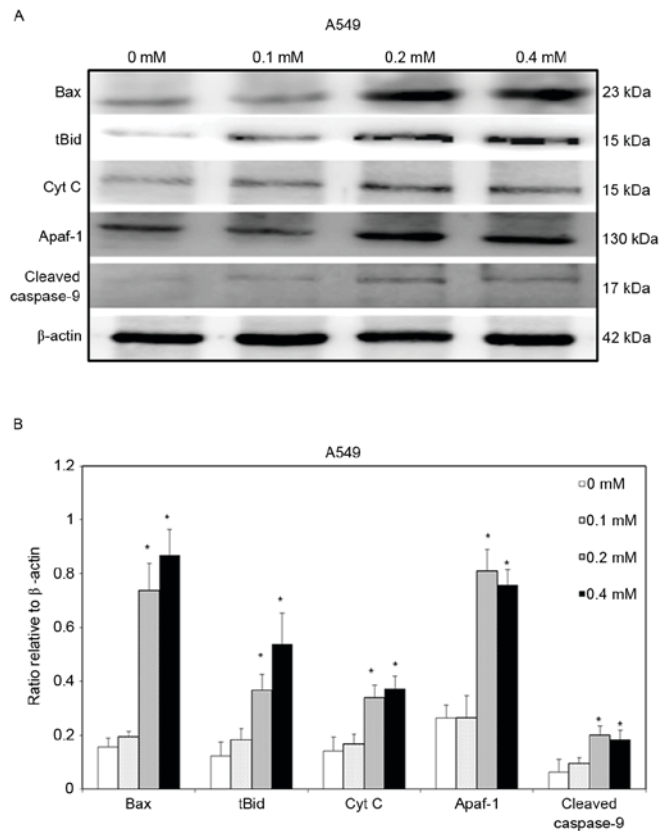 A
A549
0 mM 0.1 mM 0.2 mM 0.4 mM
Bax 23 kDa
tBid 15 kDa
Cyt C 15 kDa
Apaf-1 130 kDa
Cleaved
caspase-9 17 kDa
β-actin 42 kDa
B
A549
1.2
1
0.8
0.6
0.4
0.2
0
Ratio relative to β -actin
0 mM
0.1 mM
0.2 mM
0.4 mM
* * * * * * * * * *
Bax tBid Cyt C Apaf-1 Cleaved
caspase-9